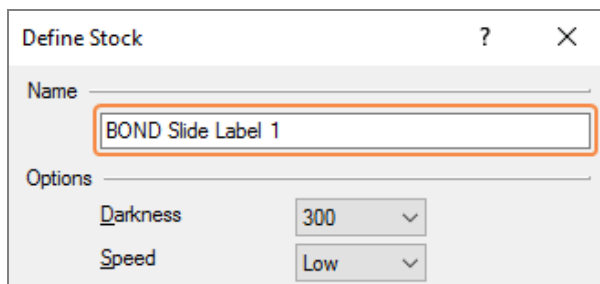 Define Stock ? ×
Name
BOND Slide Label 1
Options
Darkness 300
Speed Low